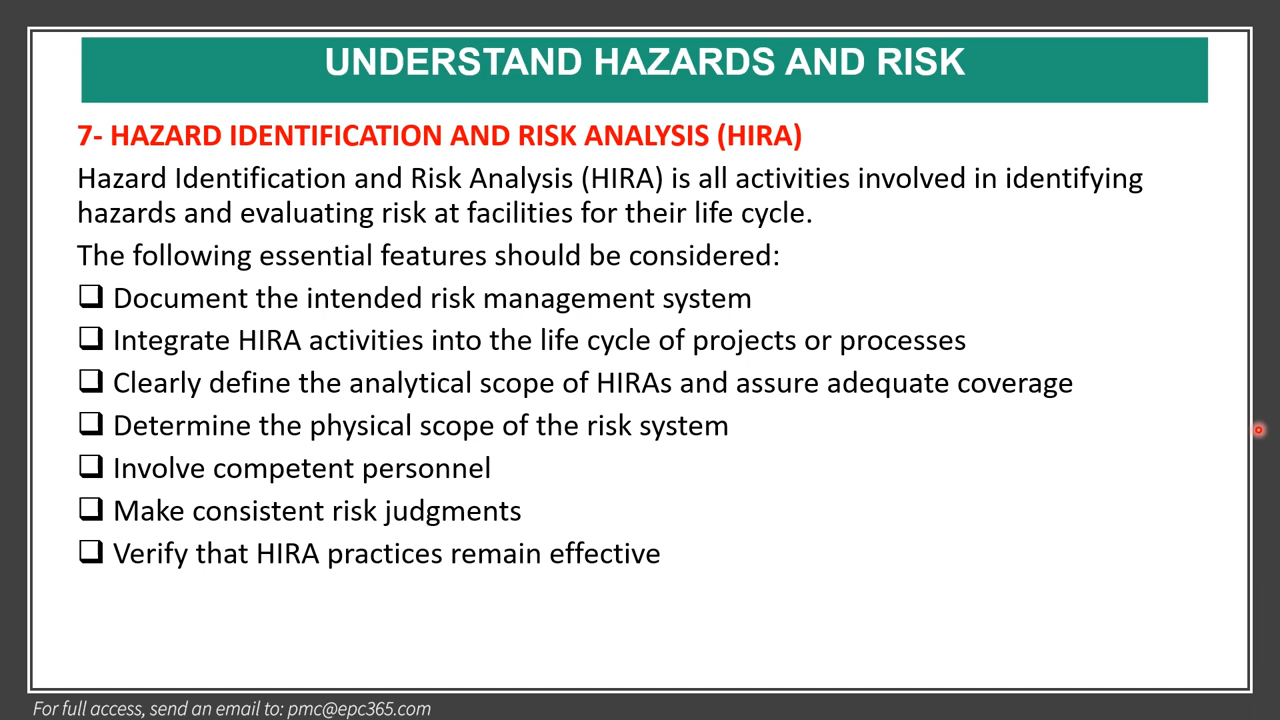 UNDERSTAND HAZARDS AND RISK
7- HAZARD IDENTIFICATION AND RISK ANALYSIS (HIRA)
Hazard Identification and Risk Analysis (HIRA) is all activities involved in identifying
hazards and evaluating risk at facilities for their life cycle.
The following essential features should be considered:
❑ Document the intended risk management system
❑ Integrate HIRA activities into the life cycle of projects or processes
❑ Clearly define the analytical scope of HIRAs and assure adequate coverage
❑ Determine the physical scope of the risk system
❑ Involve competent personnel
❑ Make consistent risk judgments
❑ Verify that HIRA practices remain effective
For full access, send an email to: pmc@epc365.com